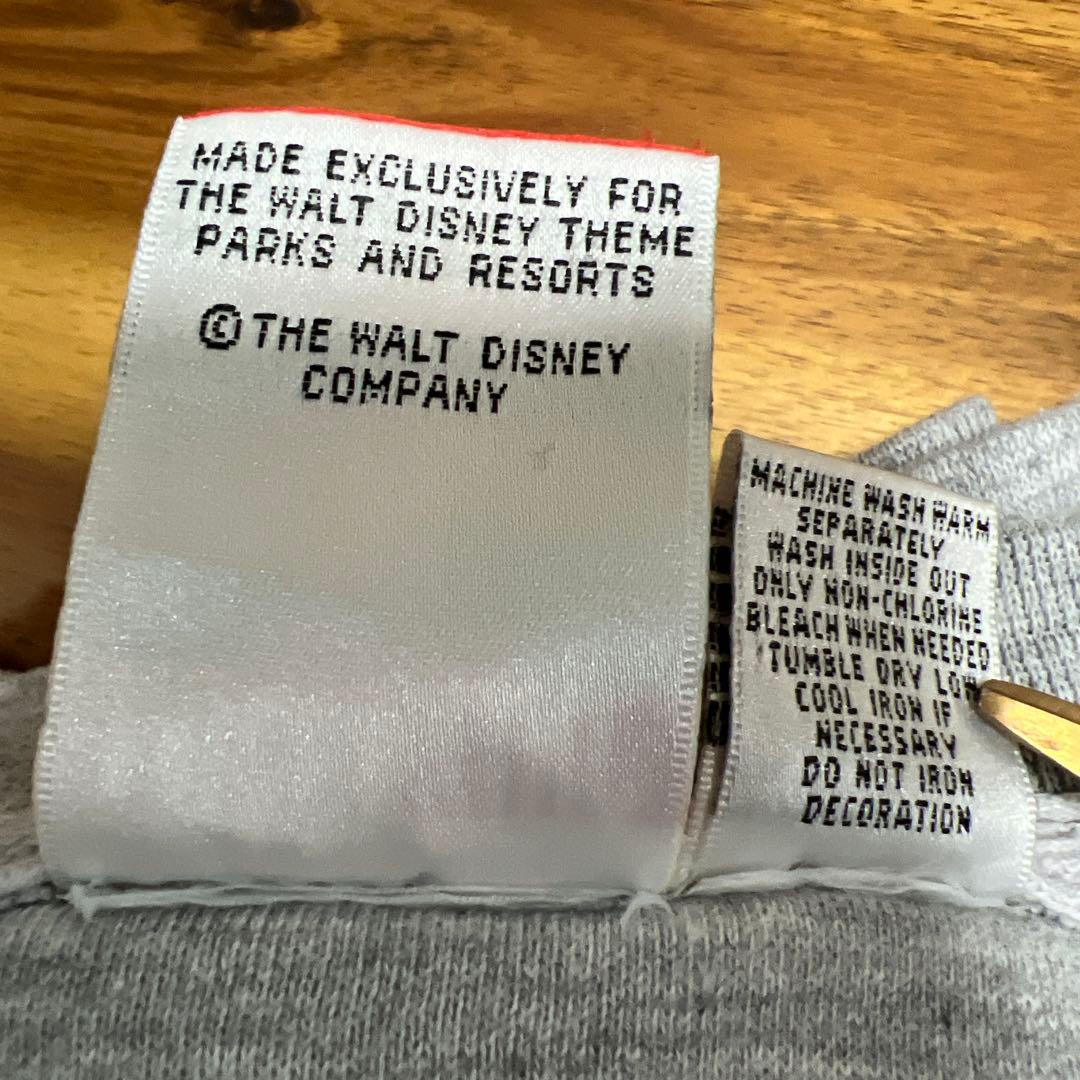 MADE EXCLUSIVELY FOR
THE WALT DISNEY THEME
PARKS AND RESORTS
© THE WALT DISNEY
COMPANY
MACHINE WASH WARM
SEPARATELY
WASH INSIDE OUT
ONLY NON-CHLORINE
BLEACH WHEN NEEDED
TUMBLE DRY LOW
COOL IRON IF
NECESSARY
DO NOT IRON
DECORATION